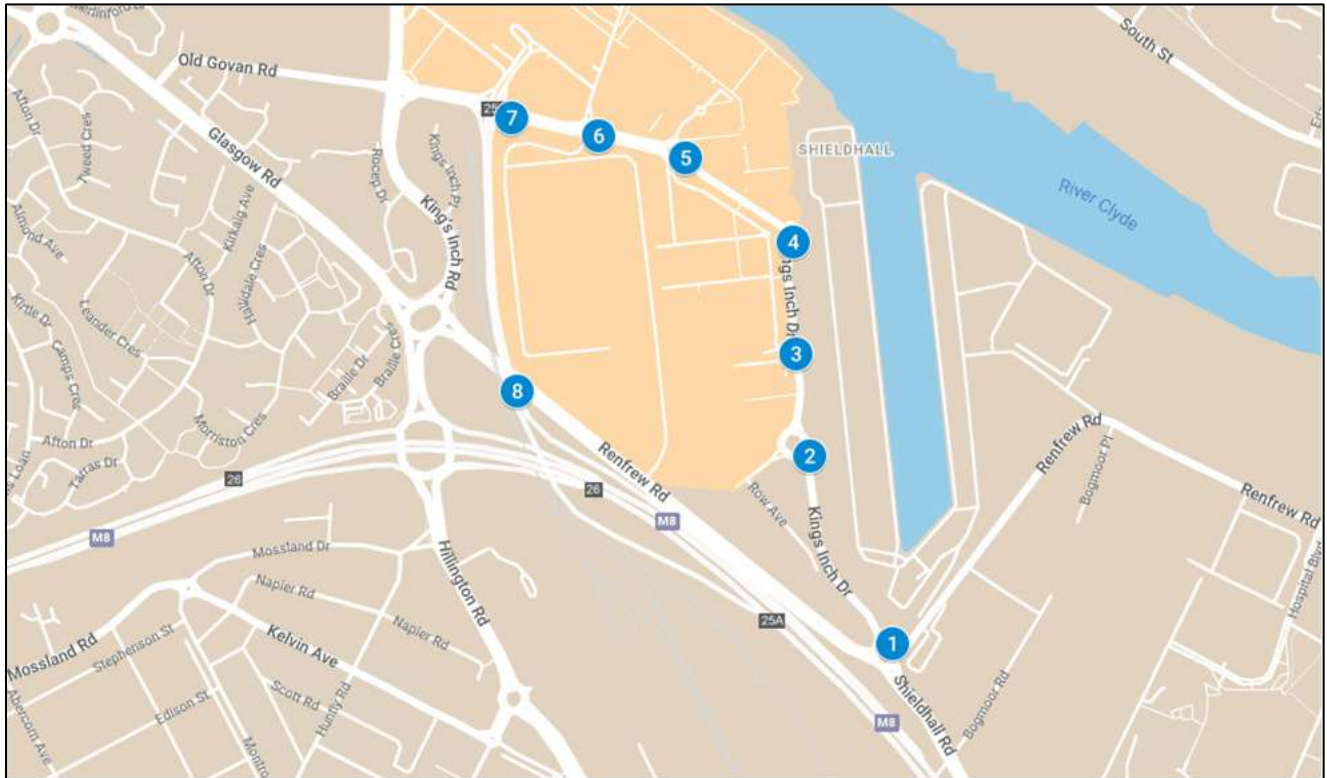 South St
Old Govan Rd
25
7
6
5
SHIELDHALL
River Clyde
Afton Dr
Tweed Cres
Glasgow Rd
Rocep Dr
Kings Inch Pl
King's Inch Rd
Kirkaig Ave
Almond Ave
Afton Dr
Halladale Cres
4
Kirtle Dr
Leander Cres
Camps Cres
Braille Dr
Braille Cres
3
8
Morriston Cres
Afton Dr
Tarras Dr
2
Renfrew Rd
Renfrew Rd
Bogmoor Pl
Renfrew Rd
26
26
M8
M8
Row Ave
Kings Inch Dr
Mossland Dr
Hillington Rd
Napier Rd
Napier Rd
25A
Hospital Blvd
Mossland Rd
Stephenson St
Kelvin Ave
1
Edison St
Scott Rd
Huntly Rd
Shieldhall Rd
Bogmoor Rd
M8
Abercorn Ave